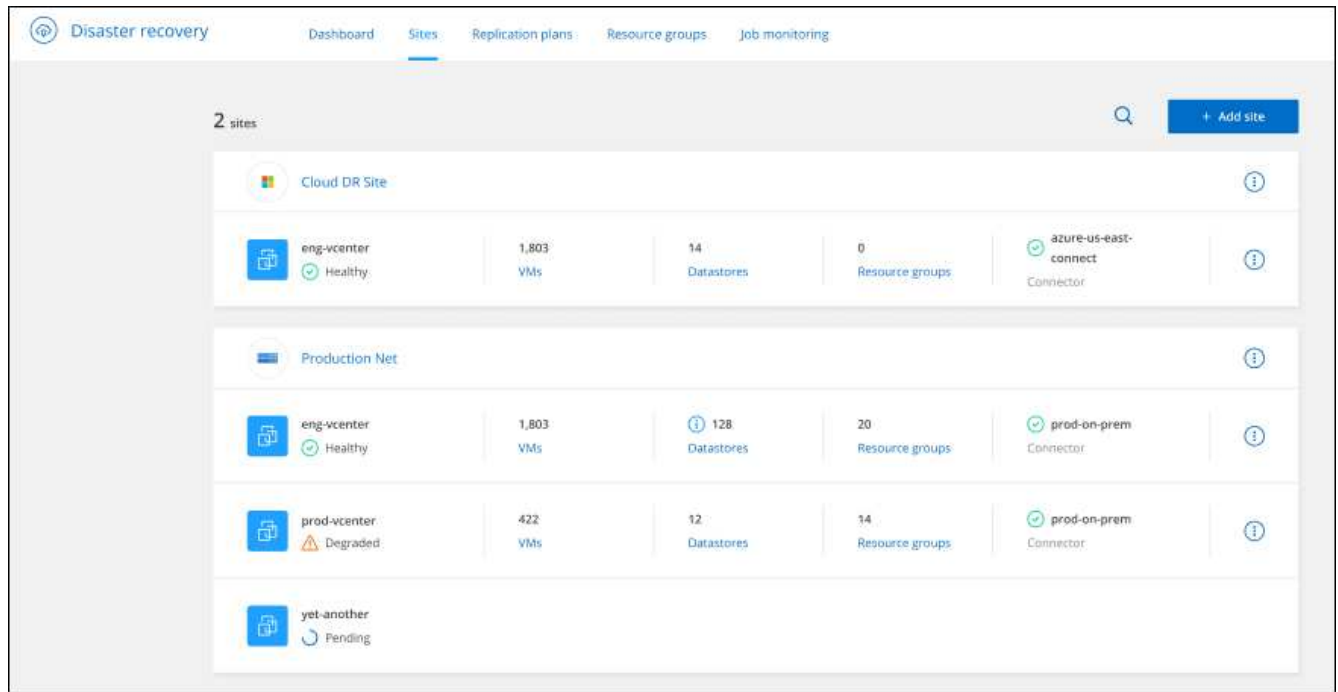 Disaster recovery Dashboard Sites Replication plans Resource groups Job monitoring
2 sites + Add site
Cloud DR Site
eng-vcenter 1,803 14 0 azure-us-east-
connect
Healthy VMs Datastores Resource groups Connector
Production Net
eng-vcenter 1,803 128 20 prod-on-prem
Healthy VMs Datastores Resource groups Connector
prod-vcenter 422 12 14 prod-on-prem
Degraded VMs Datastores Resource groups Connector
yet-another
Pending